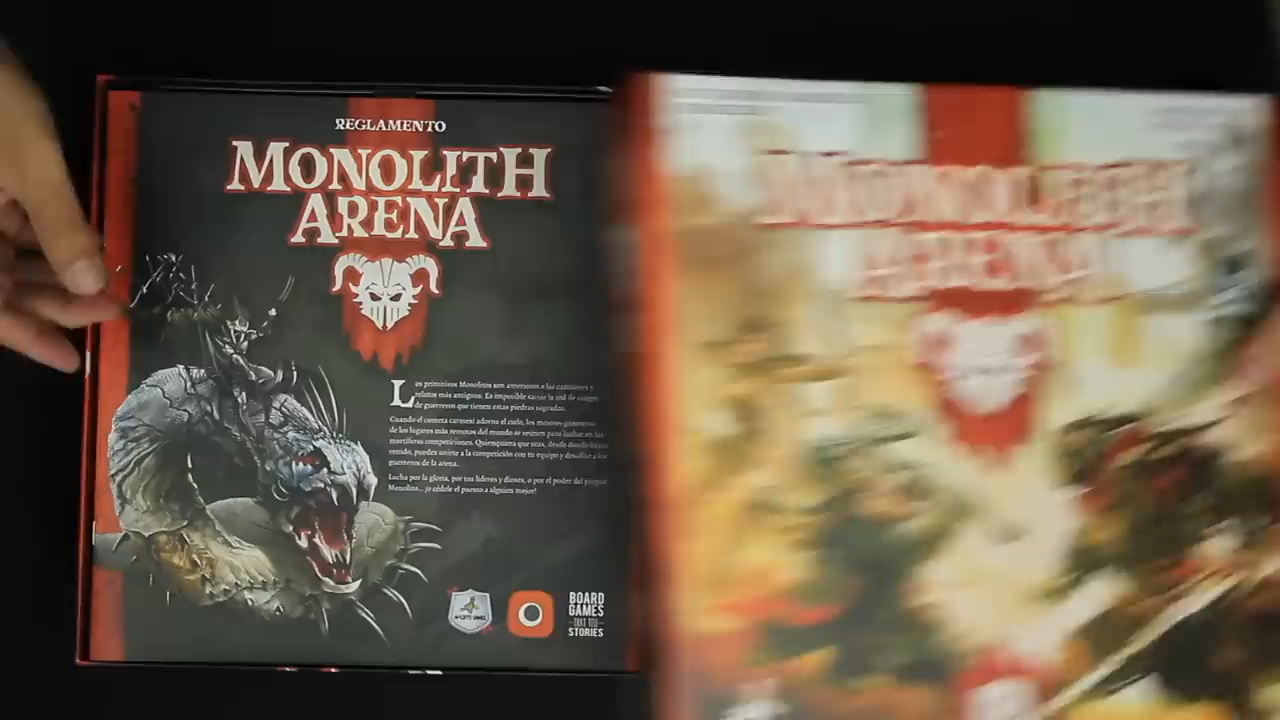 REGLAMENTO
MONOLITH
ARENA
Los primitivos Monolitos son anteriores a las canciones y
relatos más antiguos. Es imposible saciar la sed de sangre
de guerreros que tienen estas piedras sagradas.
Cuando el cometa carmesí adorna el cielo, los mejores
de los lugares más remotos del mundo se reúnen para luchar en las
mortíferas competiciones. Quienquiera que seas, desde donde hayas
venido, puedes unirte a la competición con tu equipo y desafiar a los
guerreros de la arena.
Lucha por la gloria, por tus líderes y dioses, o por el poder del propio
Monolito... ¡o cédele el puesto a alguien mejor!
BOARD
GAMES
THAT TELL
STORIES
MONOLITH
ARENA